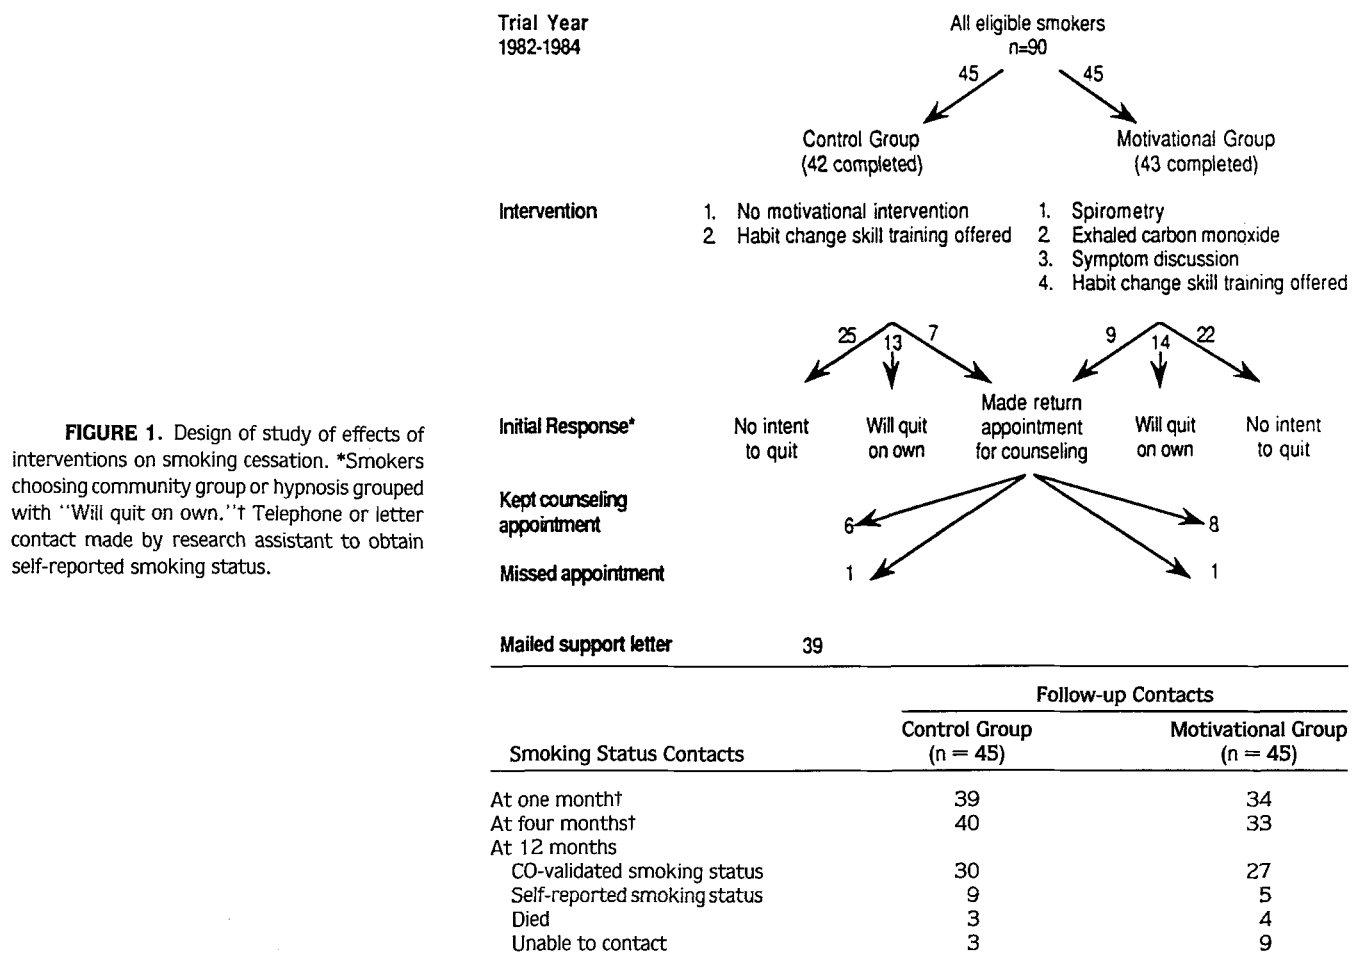 Trial Year
1982-1984
All eligible smokers
n=90
45
45
Control Group
(42 completed)
Motivational Group
(43 completed)
Intervention
1. No motivational intervention
2. Habit change skill training offered
1. Spirometry
2. Exhaled carbon monoxide
3. Symptom discussion
4. Habit change skill training offered
25
13
7
9
14
22
Initial Response*
No intent
to quit
Will quit
on own
Made return
appointment
for counseling
Will quit
on own
No intent
to quit
Kept counseling
appointment
6
8
Missed appointment
1
1
Mailed support letter
39
FIGURE 1. Design of study of effects of
interventions on smoking cessation. *Smokers
choosing community group or hypnosis grouped
with "Will quit on own."† Telephone or letter
contact made by research assistant to obtain
self-reported smoking status.
Follow-up Contacts
Smoking Status Contacts
Control Group
(n = 45)
Motivational Group
(n = 45)
At one month† 39 34
At four months† 40 33
At 12 months
CO-validated smoking status 30 27
Self-reported smoking status 9 5
Died 3 4
Unable to contact 3 9